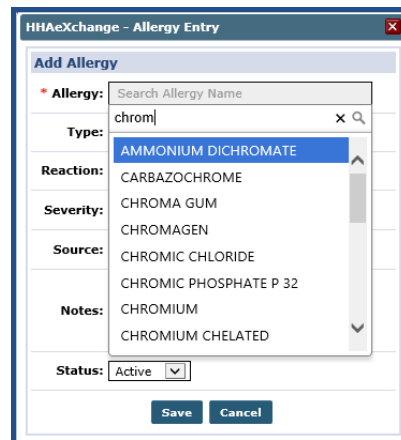 HHAeXchange - Allergy Entry
Add Allergy
* Allergy: Search Allergy Name
chrom
Type:
AMMONIUM DICHROMATE
Reaction:
CARBAZOCHROME
CHROMA GUM
Severity:
CHROMAGEN
Source:
CHROMIC CHLORIDE
CHROMIC PHOSPHATE P 32
Notes:
CHROMIUM
CHROMIUM CHELATED
Status: Active
Save Cancel